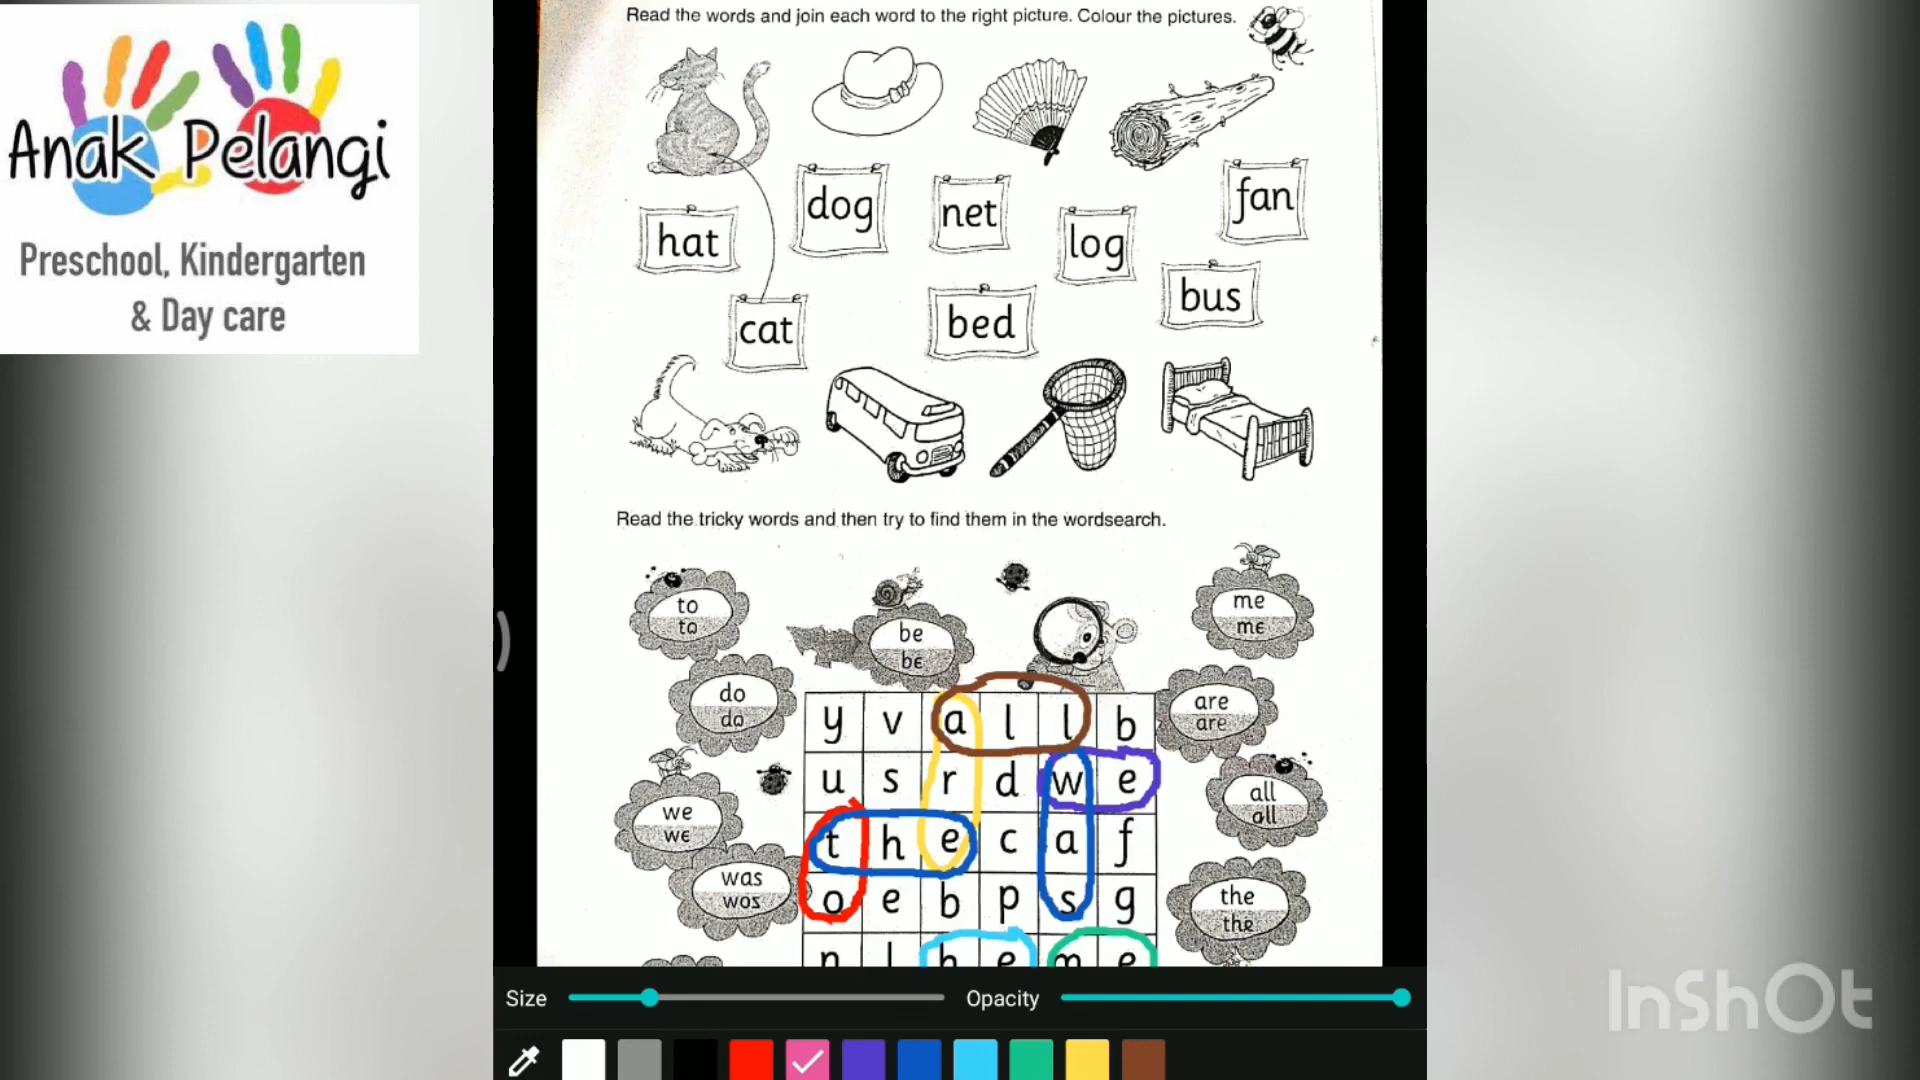 Anak Pelangi
Preschool, Kindergarten
& Day care
Read the words and join each word to the right picture. Colour the pictures.
hat
dog
net
log
fan
cat
bed
bus
Read the tricky words and then try to find them in the wordsearch.
to
to
be
be
me
me
do
do
are
are
we
we
all
all
was
was
the
the
y v a l l b
u s r d w e
t h e c a f
o e b p s g
Size
Opacity
InShOt